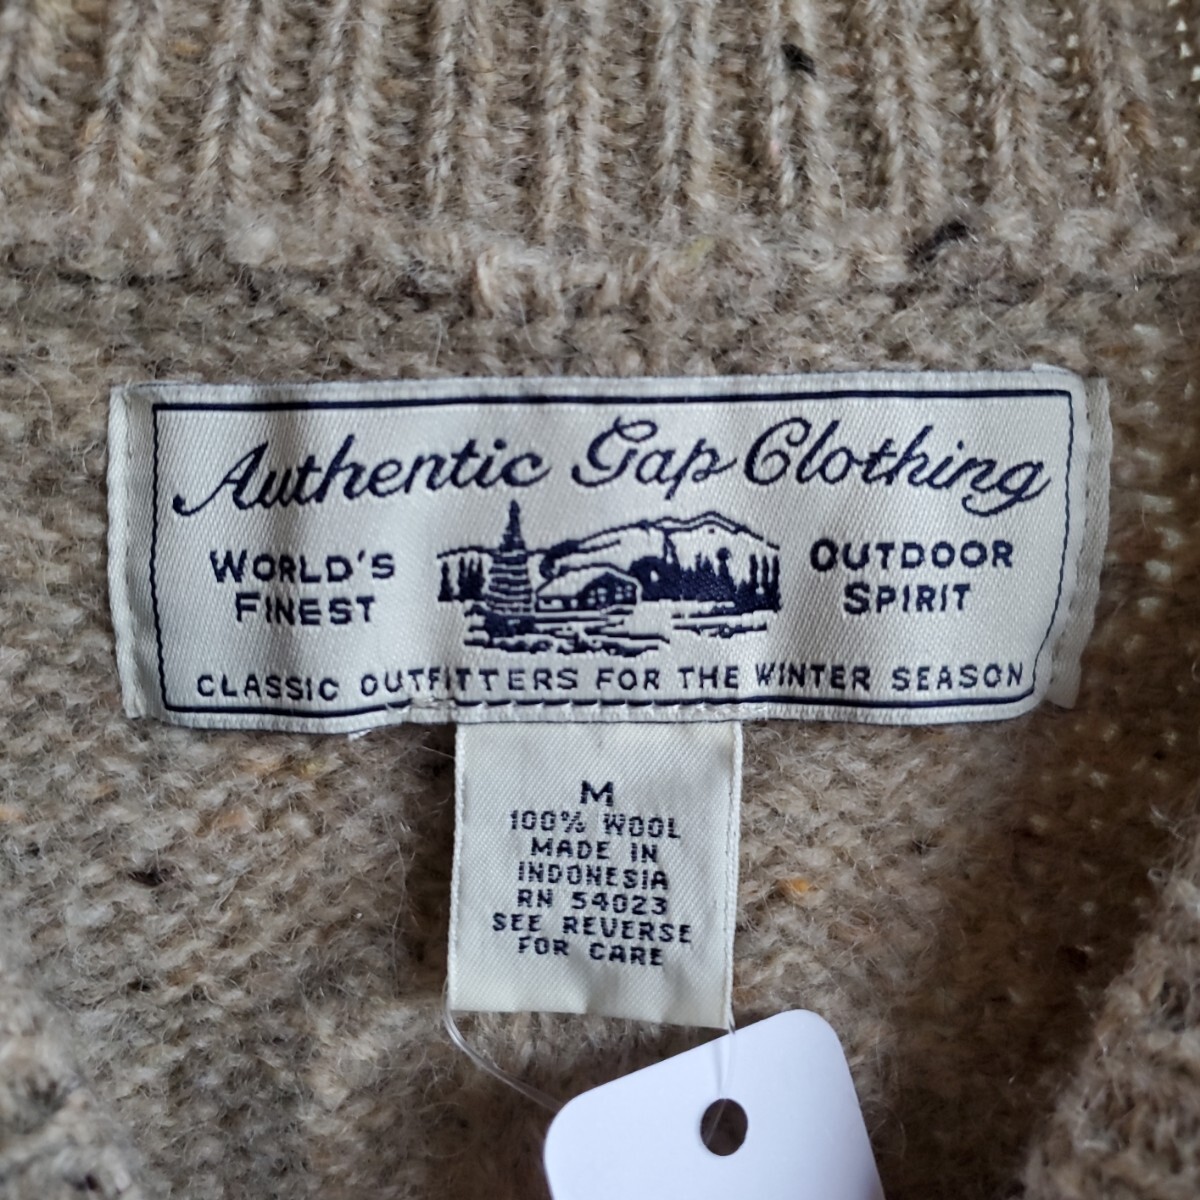 Authentic Gap Clothing
WORLD'S
FINEST
OUTDOOR
SPIRIT
CLASSIC OUTFITTERS FOR THE WINTER SEASON
M
100% WOOL
MADE IN
INDONESIA
RN 54023
SEE REVERSE
FOR CARE